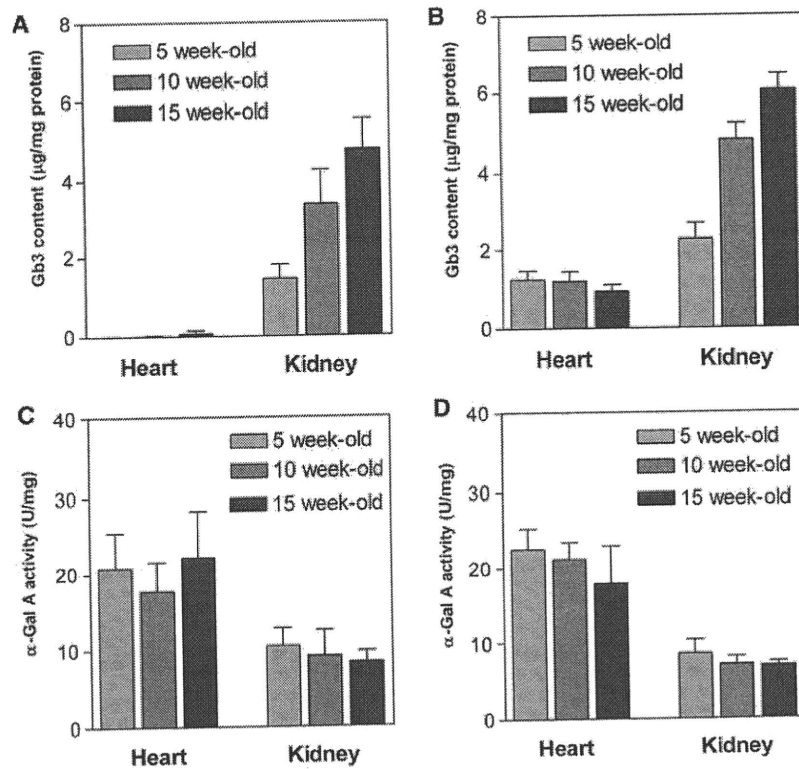 A
Gb3 content (µg/mg protein)
8
6
4
2
0
5 week-old
10 week-old
15 week-old
Heart
Kidney
B
Gb3 content (µg/mg protein)
8
6
4
2
0
5 week-old
10 week-old
15 week-old
Heart
Kidney
C
α-Gal A activity (U/mg)
40
30
20
10
0
5 week-old
10 week-old
15 week-old
Heart
Kidney
D
α-Gal A activity (U/mg)
40
30
20
10
0
5 week-old
10 week-old
15 week-old
Heart
Kidney